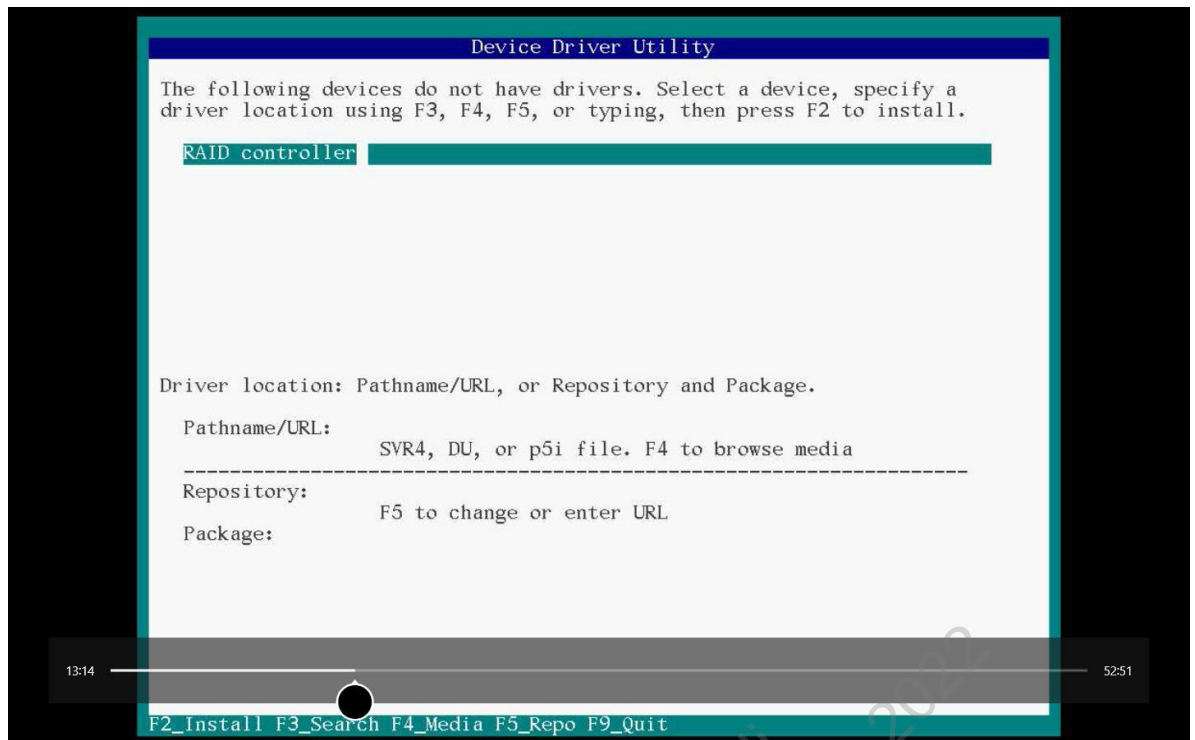 Device Driver Utility
The following devices do not have drivers. Select a device, specify a
driver location using F3, F4, F5, or typing, then press F2 to install.
RAID controller
Driver location: Pathname/URL, or Repository and Package.
Pathname/URL:
SVR4, DU, or p5i file. F4 to browse media
--------------------------------------------------------------------
Repository:
F5 to change or enter URL
Package:
13:14
52:51
2022
F2_Install F3_Search F4_Media F5_Repo F9_Quit